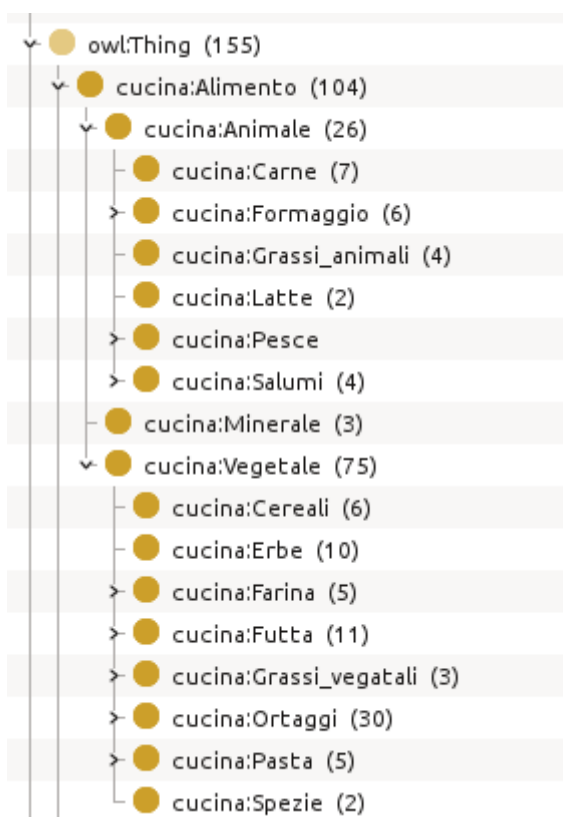 owl:Thing (155)
cucina:Alimento (104)
cucina:Animale (26)
cucina:Carne (7)
cucina:Formaggio (6)
cucina:Grassi_animali (4)
cucina:Latte (2)
cucina:Pesce
cucina:Salumi (4)
cucina:Minerale (3)
cucina:Vegetale (75)
cucina:Cereali (6)
cucina:Erbe (10)
cucina:Farina (5)
cucina:Futta (11)
cucina:Grassi_vegatali (3)
cucina:Ortaggi (30)
cucina:Pasta (5)
cucina:Spezie (2)